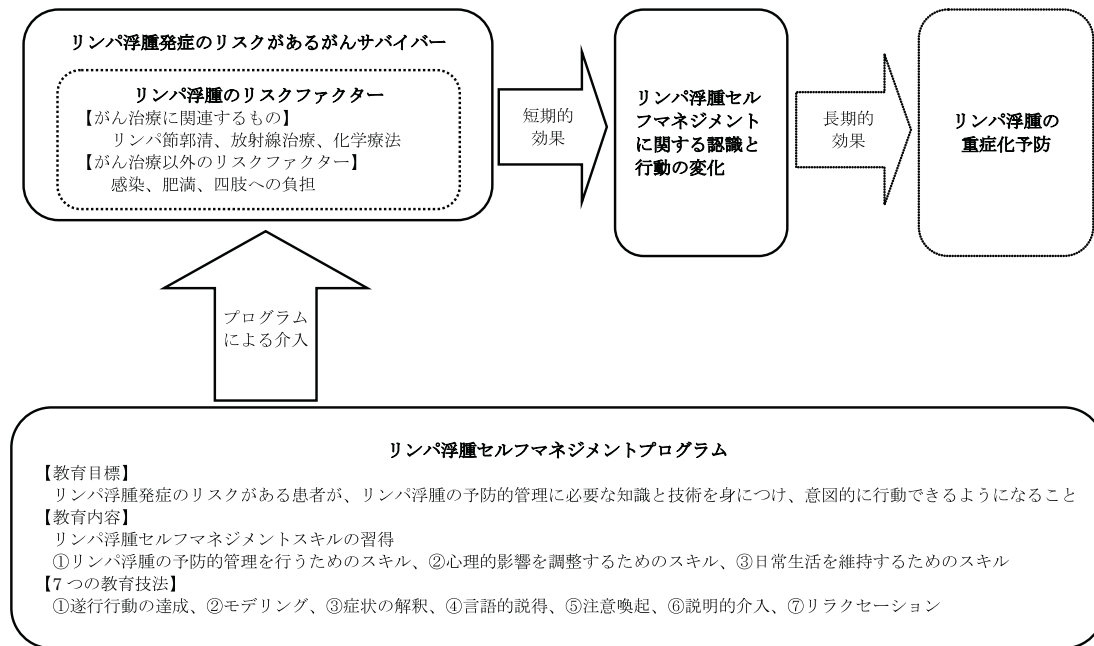 リンパ浮腫発症のリスクがあるがんサバイバー
リンパ浮腫のリスクファクター
【がん治療に関連するもの】
リンパ節郭清、放射線治療、化学療法
【がん治療以外のリスクファクター】
感染、肥満、四肢への負担
短期的
効果
リンパ浮腫セル
フマネジメント
に関する認識と
行動の変化
長期的
効果
リンパ浮腫の
重症化予防
プログラム
による介入
リンパ浮腫セルフマネジメントプログラム
【教育目標】
リンパ浮腫発症のリスクがある患者が、リンパ浮腫の予防的管理に必要な知識と技術を身につけ、意図的に行動できるようになること
【教育内容】
リンパ浮腫セルフマネジメントスキルの習得
①リンパ浮腫の予防的管理を行うためのスキル、②心理的影響を調整するためのスキル、③日常生活を維持するためのスキル
【7 つの教育技法】
①遂行行動の達成、②モデリング、③症状の解釈、④言語的説得、⑤注意喚起、⑥説明的介入、⑦リラクセーション